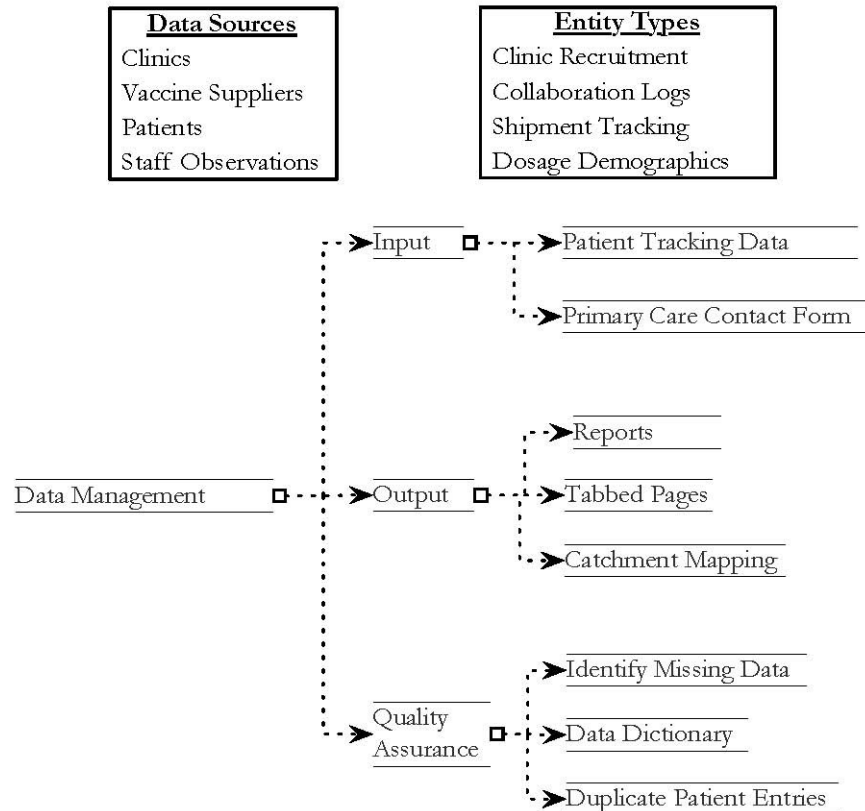 Data Sources
Clinics
Vaccine Suppliers
Patients
Staff Observations
Entity Types
Clinic Recruitment
Collaboration Logs
Shipment Tracking
Dosage Demographics
Input
Patient Tracking Data
Primary Care Contact Form
Data Management
Output
Reports
Tabbed Pages
Catchment Mapping
Quality
Assurance
Identify Missing Data
Data Dictionary
Duplicate Patient Entries